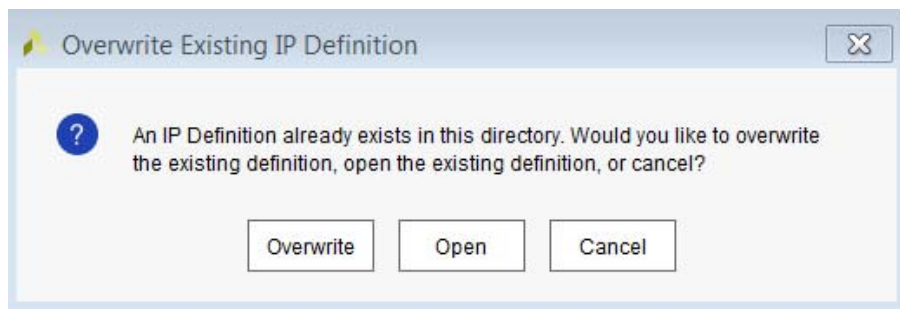 Overwrite Existing IP Definition
An IP Definition already exists in this directory. Would you like to overwrite
the existing definition, open the existing definition, or cancel?
Overwrite Open Cancel